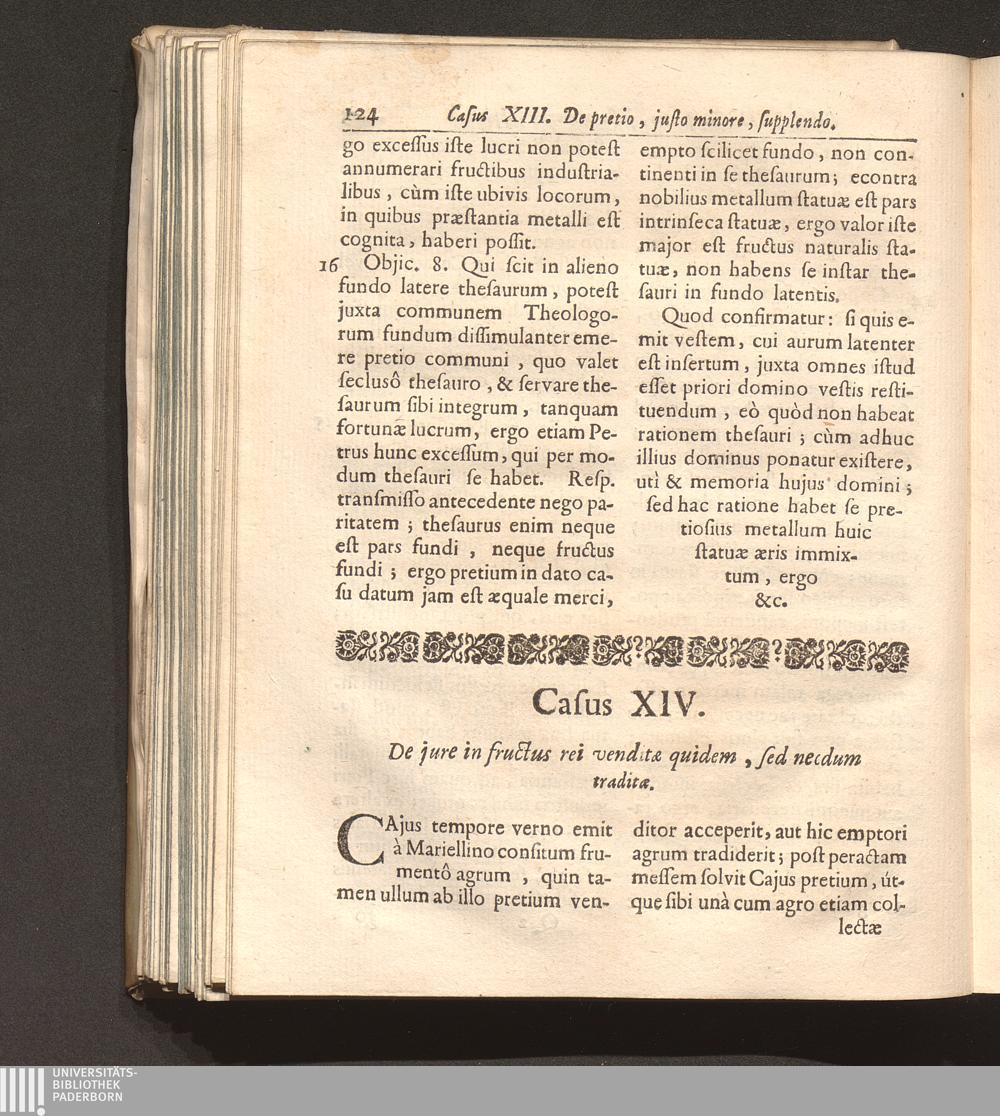 124 Caſus XIII. De pretio, juſto minore, ſupplendo.
go exceſſus iſte lucri non poteſt
annumerari fructibus induſtria-
libus, cùm iſte ubivis locorum,
in quibus præſtantia metalli eſt
cognita, haberi poſſit.
16 Objic. 8. Qui ſcit in alieno
fundo latere theſaurum, poteſt
juxta communem Theologo-
rum fundum diſſimulanter eme-
re pretio communi, quo valet
ſecluſô theſauro, & ſervare the-
ſaurum ſibi integrum, tanquam
fortunæ lucrum, ergo etiam Pe-
trus hunc exceſſum, qui per mo-
dum theſauri ſe habet. Reſp.
tranſmiſſo antecedente nego pa-
ritatem; theſaurus enim neque
eſt pars fundi, neque fructus
fundi; ergo pretium in dato ca-
ſu datum jam eſt æquale merci,
empto ſcilicet fundo, non con-
tinenti in ſe theſaurum; econtra
nobilius metallum ſtatuæ eſt pars
intrinſeca ſtatuæ, ergo valor iſte
major eſt fructus naturalis ſta-
tuæ, non habens ſe inſtar the-
ſauri in fundo latentis.
Quod confirmatur: ſi quis e-
mit veſtem, cui aurum latenter
eſt inſertum, juxta omnes iſtud
eſſet priori domino veſtis reſti-
tuendum, eò quòd non habeat
rationem theſauri; cùm adhuc
illius dominus ponatur exiſtere,
utì & memoria hujus domini;
ſed hac ratione habet ſe pre-
tioſius metallum huic
ſtatuæ æris immix-
tum, ergo
&c.
Caſus XIV.
De jure in fructus rei venditæ quidem, ſed necdum
traditæ.
CAjus tempore verno emit
à Mariellino conſitum fru-
mentô agrum, quin ta-
men ullum ab illo pretium ven-
ditor acceperit, aut hic emptori
agrum tradiderit; poſt peractam
meſſem ſolvit Cajus pretium, út-
que ſibi unà cum agro etiam col-
lectæ
UNIVERSITÄTS-
BIBLIOTHEK
PADERBORN